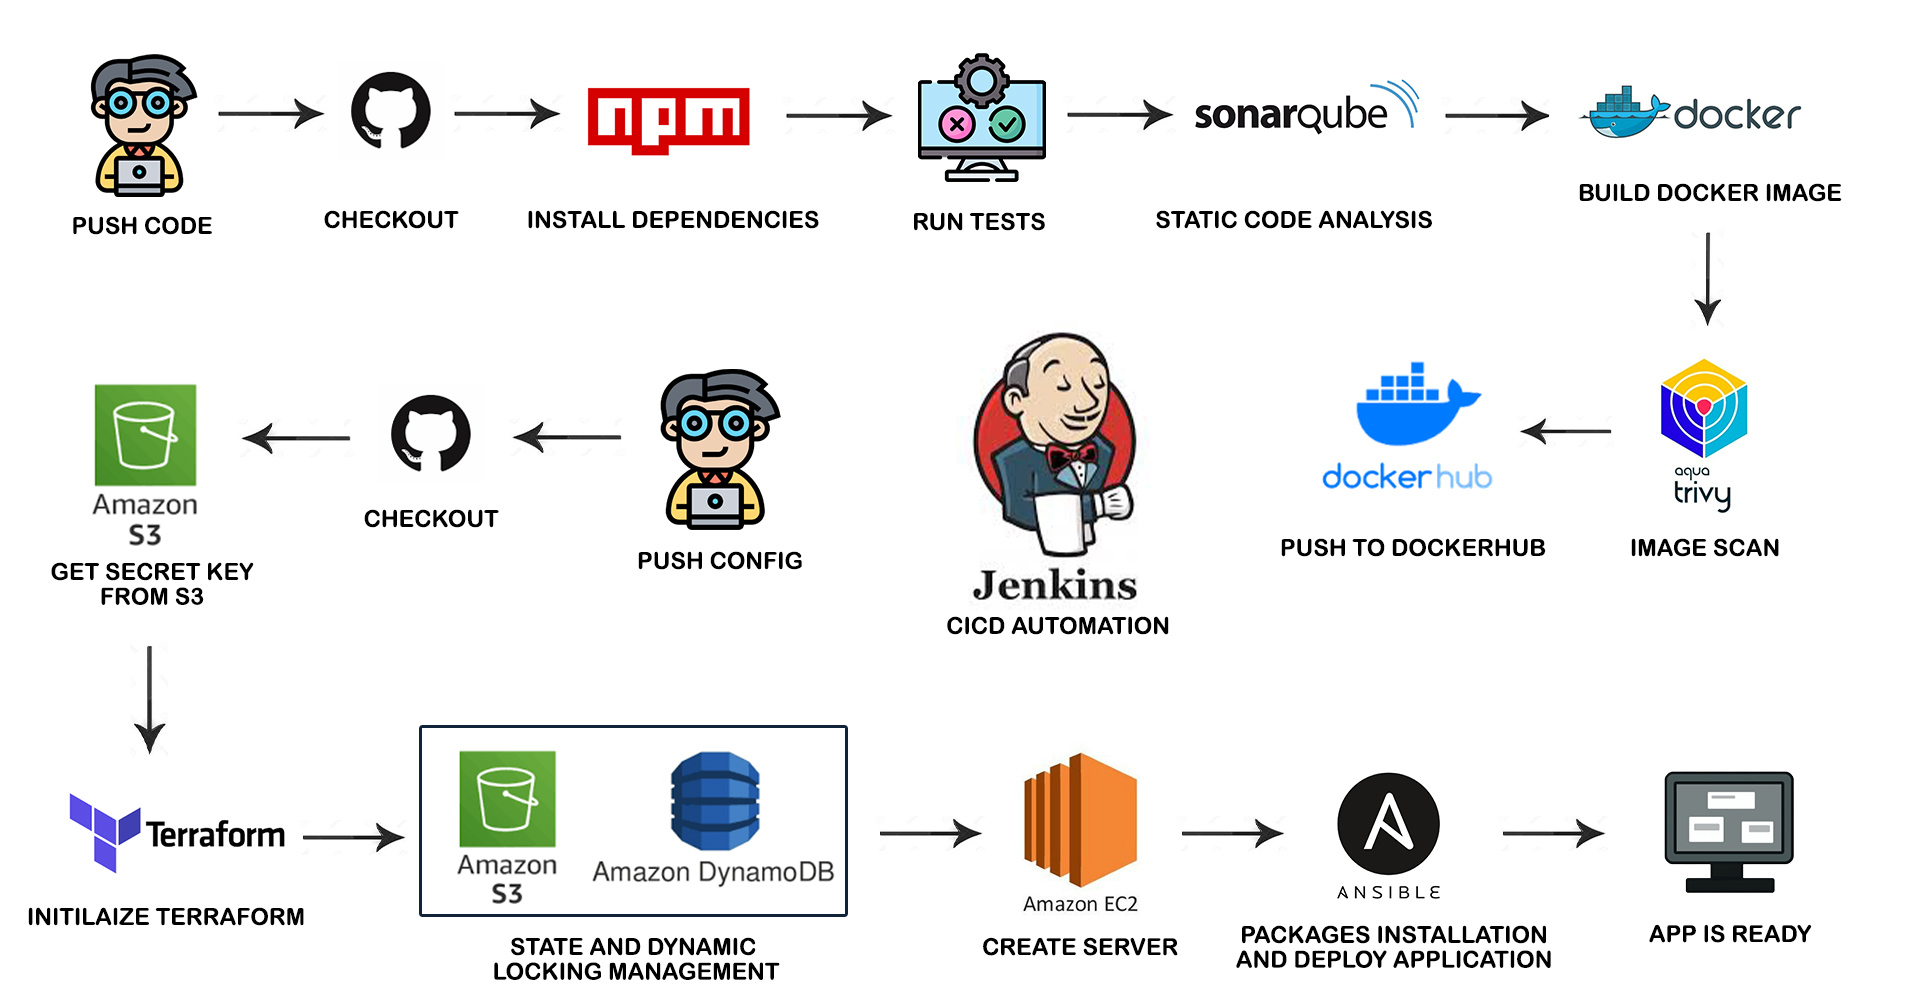 npm
sonarqube
docker
PUSH CODE
CHECKOUT
INSTALL DEPENDENCIES
RUN TESTS
STATIC CODE ANALYSIS
BUILD DOCKER IMAGE
Amazon
S3
GET SECRET KEY
FROM S3
CHECKOUT
PUSH CONFIG
Jenkins
CICD AUTOMATION
docker hub
PUSH TO DOCKERHUB
aqua
trivy
IMAGE SCAN
Terraform
INITILAIZE TERRAFORM
Amazon
S3
Amazon DynamoDB
STATE AND DYNAMIC
LOCKING MANAGEMENT
Amazon EC2
CREATE SERVER
ANSIBLE
PACKAGES INSTALLATION
AND DEPLOY APPLICATION
APP IS READY